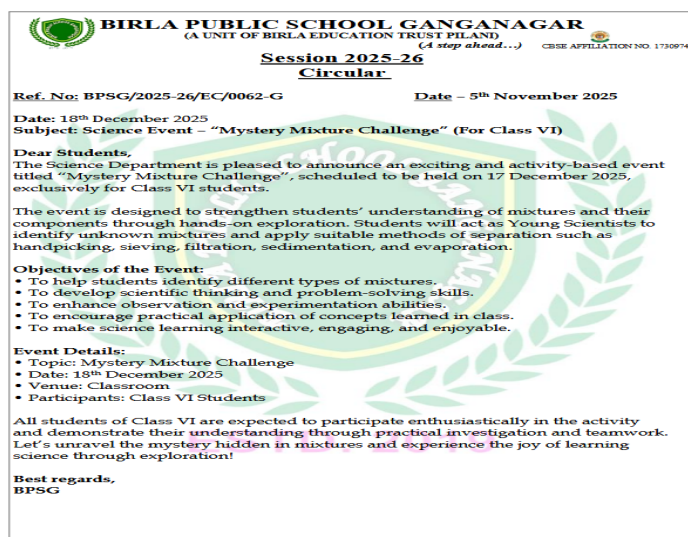 BIRLA PUBLIC SCHOOL GANGANAGAR
(A UNIT OF BIRLA EDUCATION TRUST PILANI)
(A step ahead...) CBSE AFFILIATION NO. 1730974
Session 2025-26
Circular
Ref. No: BPSG/2025-26/EC/0062-G Date – 5th November 2025
Date: 18th December 2025
Subject: Science Event – “Mystery Mixture Challenge” (For Class VI)
Dear Students,
The Science Department is pleased to announce an exciting and activity-based event
titled “Mystery Mixture Challenge”, scheduled to be held on 17 December 2025,
exclusively for Class VI students.
The event is designed to strengthen students’ understanding of mixtures and their
components through hands-on exploration. Students will act as Young Scientists to
identify unknown mixtures and apply suitable methods of separation such as
handpicking, sieving, filtration, sedimentation, and evaporation.
Objectives of the Event:
• To help students identify different types of mixtures.
• To develop scientific thinking and problem-solving skills.
• To enhance observation and experimentation abilities.
• To encourage practical application of concepts learned in class.
• To make science learning interactive, engaging, and enjoyable.
Event Details:
• Topic: Mystery Mixture Challenge
• Date: 18th December 2025
• Venue: Classroom
• Participants: Class VI Students
All students of Class VI are expected to participate enthusiastically in the activity
and demonstrate their understanding through practical investigation and teamwork.
Let’s unravel the mystery hidden in mixtures and experience the joy of learning
science through exploration!
Best regards,
BPSG